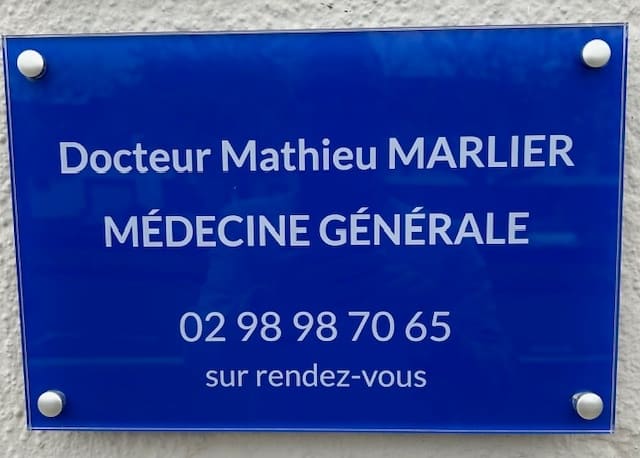 Docteur Mathieu MARLIER
MÉDECINE GÉNÉRALE
02 98 98 70 65
sur rendez-vous